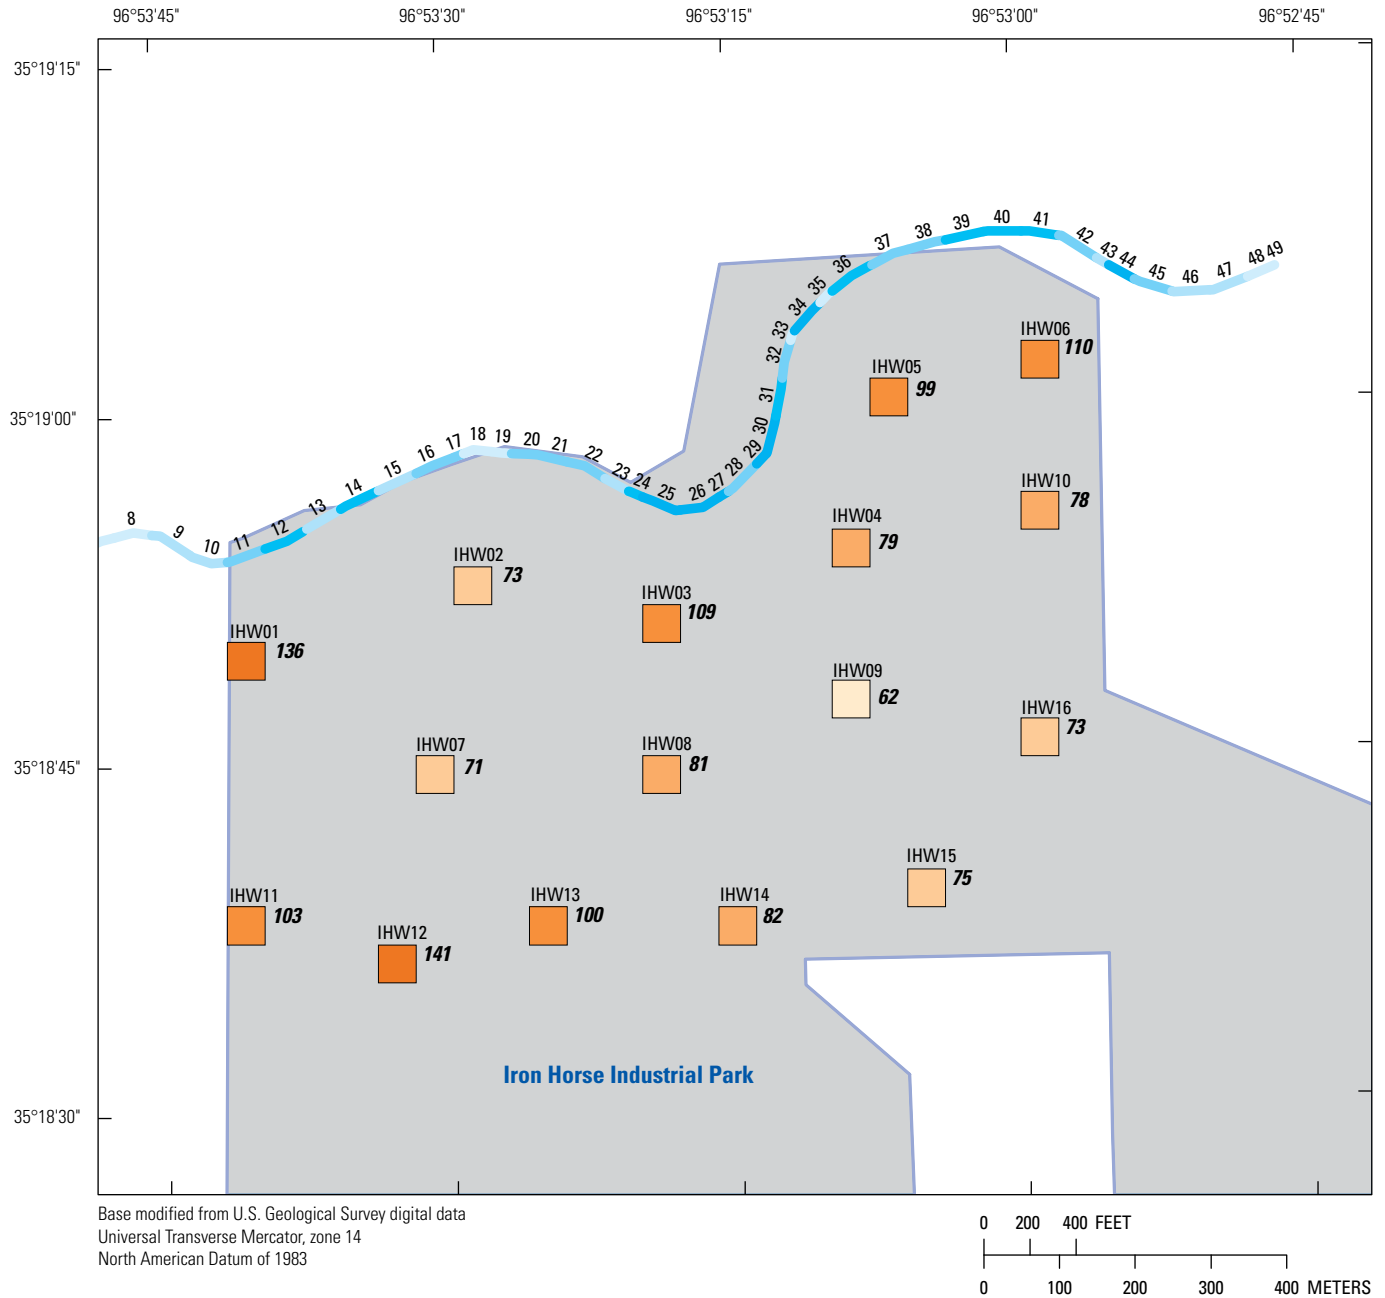 96°53'45" 96°53'30" 96°53'15" 96°53'00" 96°52'45"
35°19'15"
35°19'00"
35°18'45"
35°18'30"
8 9 10 11 12 13 14 15 16 17 18 19 20 21 22 23 24 25 26 27 28 29 30 31 32 33 34 35 36 37 38 39 40 41 42 43 44 45 46 47 48 49
IHW06
110
IHW05
99
IHW10
78
IHW04
79
IHW02
73
IHW03
109
IHW01
136
IHW09
62
IHW16
73
IHW07
71
IHW08
81
IHW15
75
IHW11
103
IHW13
100
IHW14
82
IHW12
141
Iron Horse Industrial Park
Base modified from U.S. Geological Survey digital data
Universal Transverse Mercator, zone 14
North American Datum of 1983
0 200 400 FEET
0 100 200 300 400 METERS